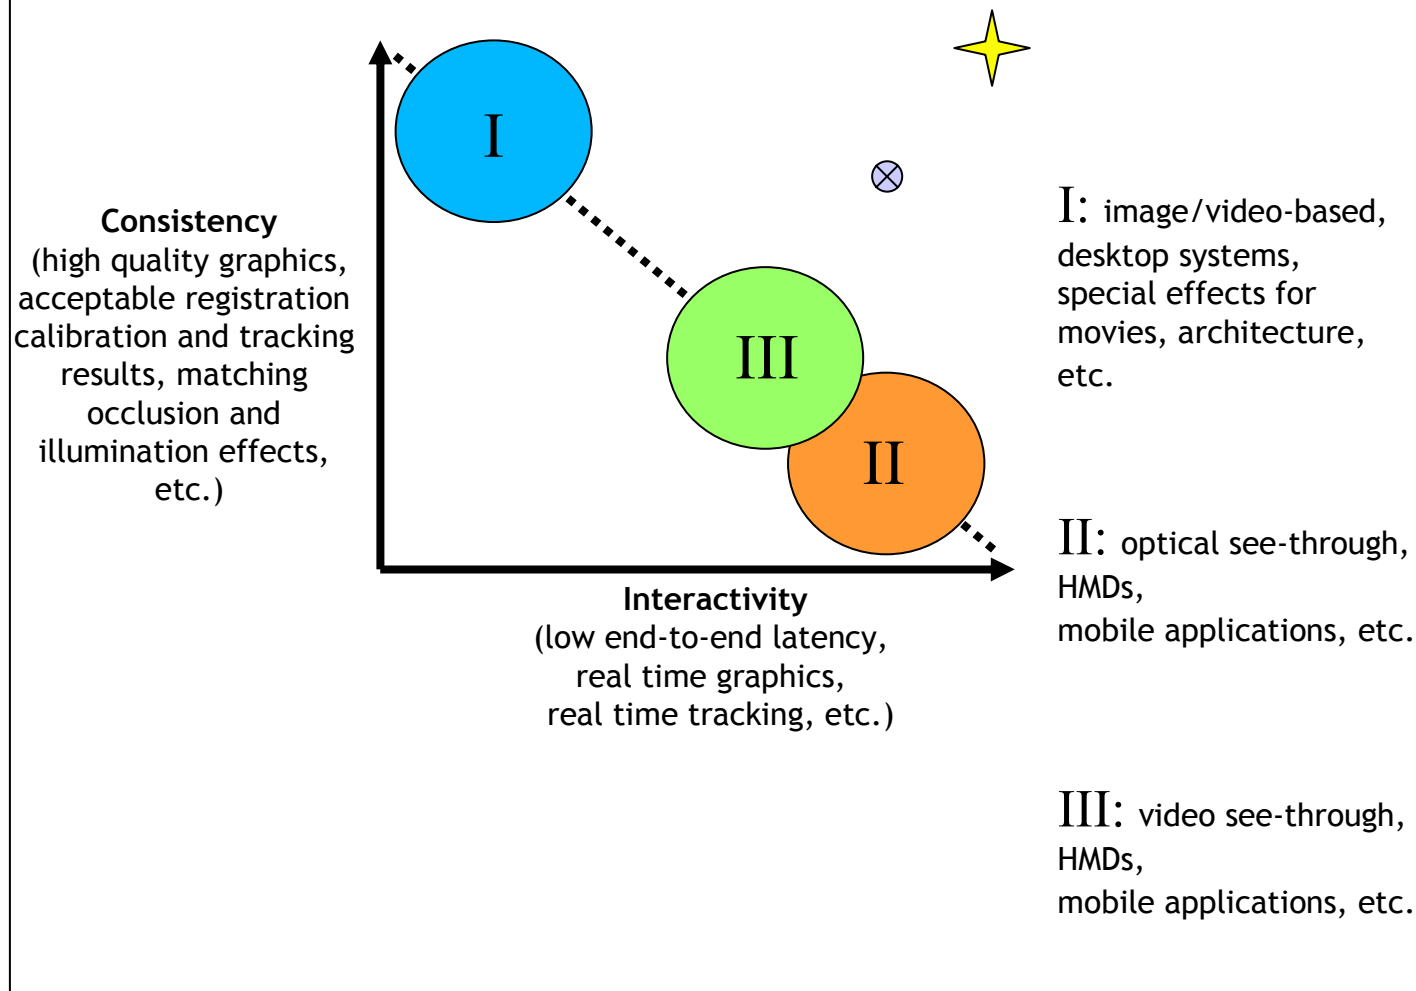 I
III
II
Consistency
(high quality graphics,
acceptable registration
calibration and tracking
results, matching
occlusion and
illumination effects,
etc.)
Interactivity
(low end-to-end latency,
real time graphics,
real time tracking, etc.)
I: image/video-based,
desktop systems,
special effects for
movies, architecture,
etc.
II: optical see-through,
HMDs,
mobile applications, etc.
III: video see-through,
HMDs,
mobile applications, etc.